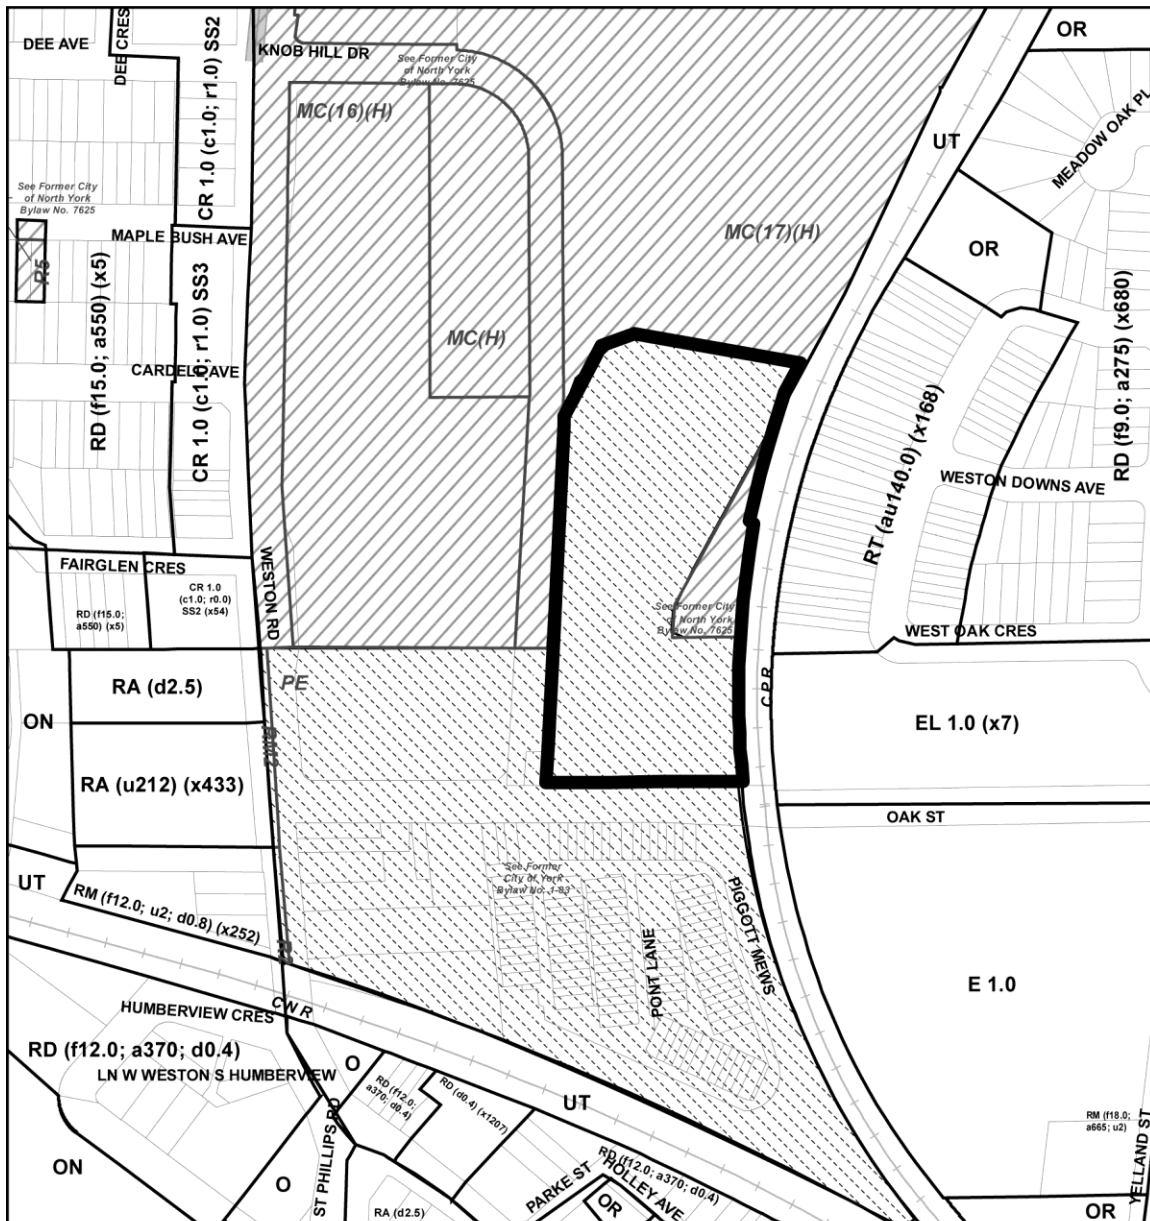 DEE AVE
DEE CRES
CR 1.0 (c1.0; r1.0) SS2
KNOB HILL DR
See Former City
of North York
Bylaw No. 7625
OR
MC(16)(H)
UT
MEADOW OAK PL
See Former City
of North York
Bylaw No. 7625
MAPLE BUSH AVE
MC(17)(H)
OR
R5
RD (f15.0; a550) (x5)
CR 1.0 (c1.0; r1.0) SS3
RD (f9.0; a275) (x680)
MC(H)
CARDELL AVE
RT (au140.0) (x168)
WESTON DOWNS AVE
FAIRGLEN CRES
WESTON RD
CR 1.0
(c1.0; r0.0)
SS2 (x54)
RD (f15.0;
a550) (x5)
See Former City
of North York
Bylaw No. 7625
WEST OAK CRES
RA (d2.5)
PE
CPR
ON
EL 1.0 (x7)
RM2
RA (u212) (x433)
OAK ST
See Former
City of York
Bylaw No. 1-83
UT
RM (f12.0; u2; d0.8) (x252)
PIGGOTT MEWS
PONT LANE
E 1.0
CWR
HUMBERVIEW CRES
RD (f12.0; a370; d0.4)
LN W WESTON S HUMBERVIEW
O
RD (f12.0;
a370; d0.4)
RD (d0.4) (x1207)
UT
RM (f18.0;
a665; u2)
YELLAND ST
RD (f12.0; a370; d0.4)
ON
O
ST PHILLIPS RD
PARKE ST
HOLLEY AVE
OR
RA (d2.5)
OR